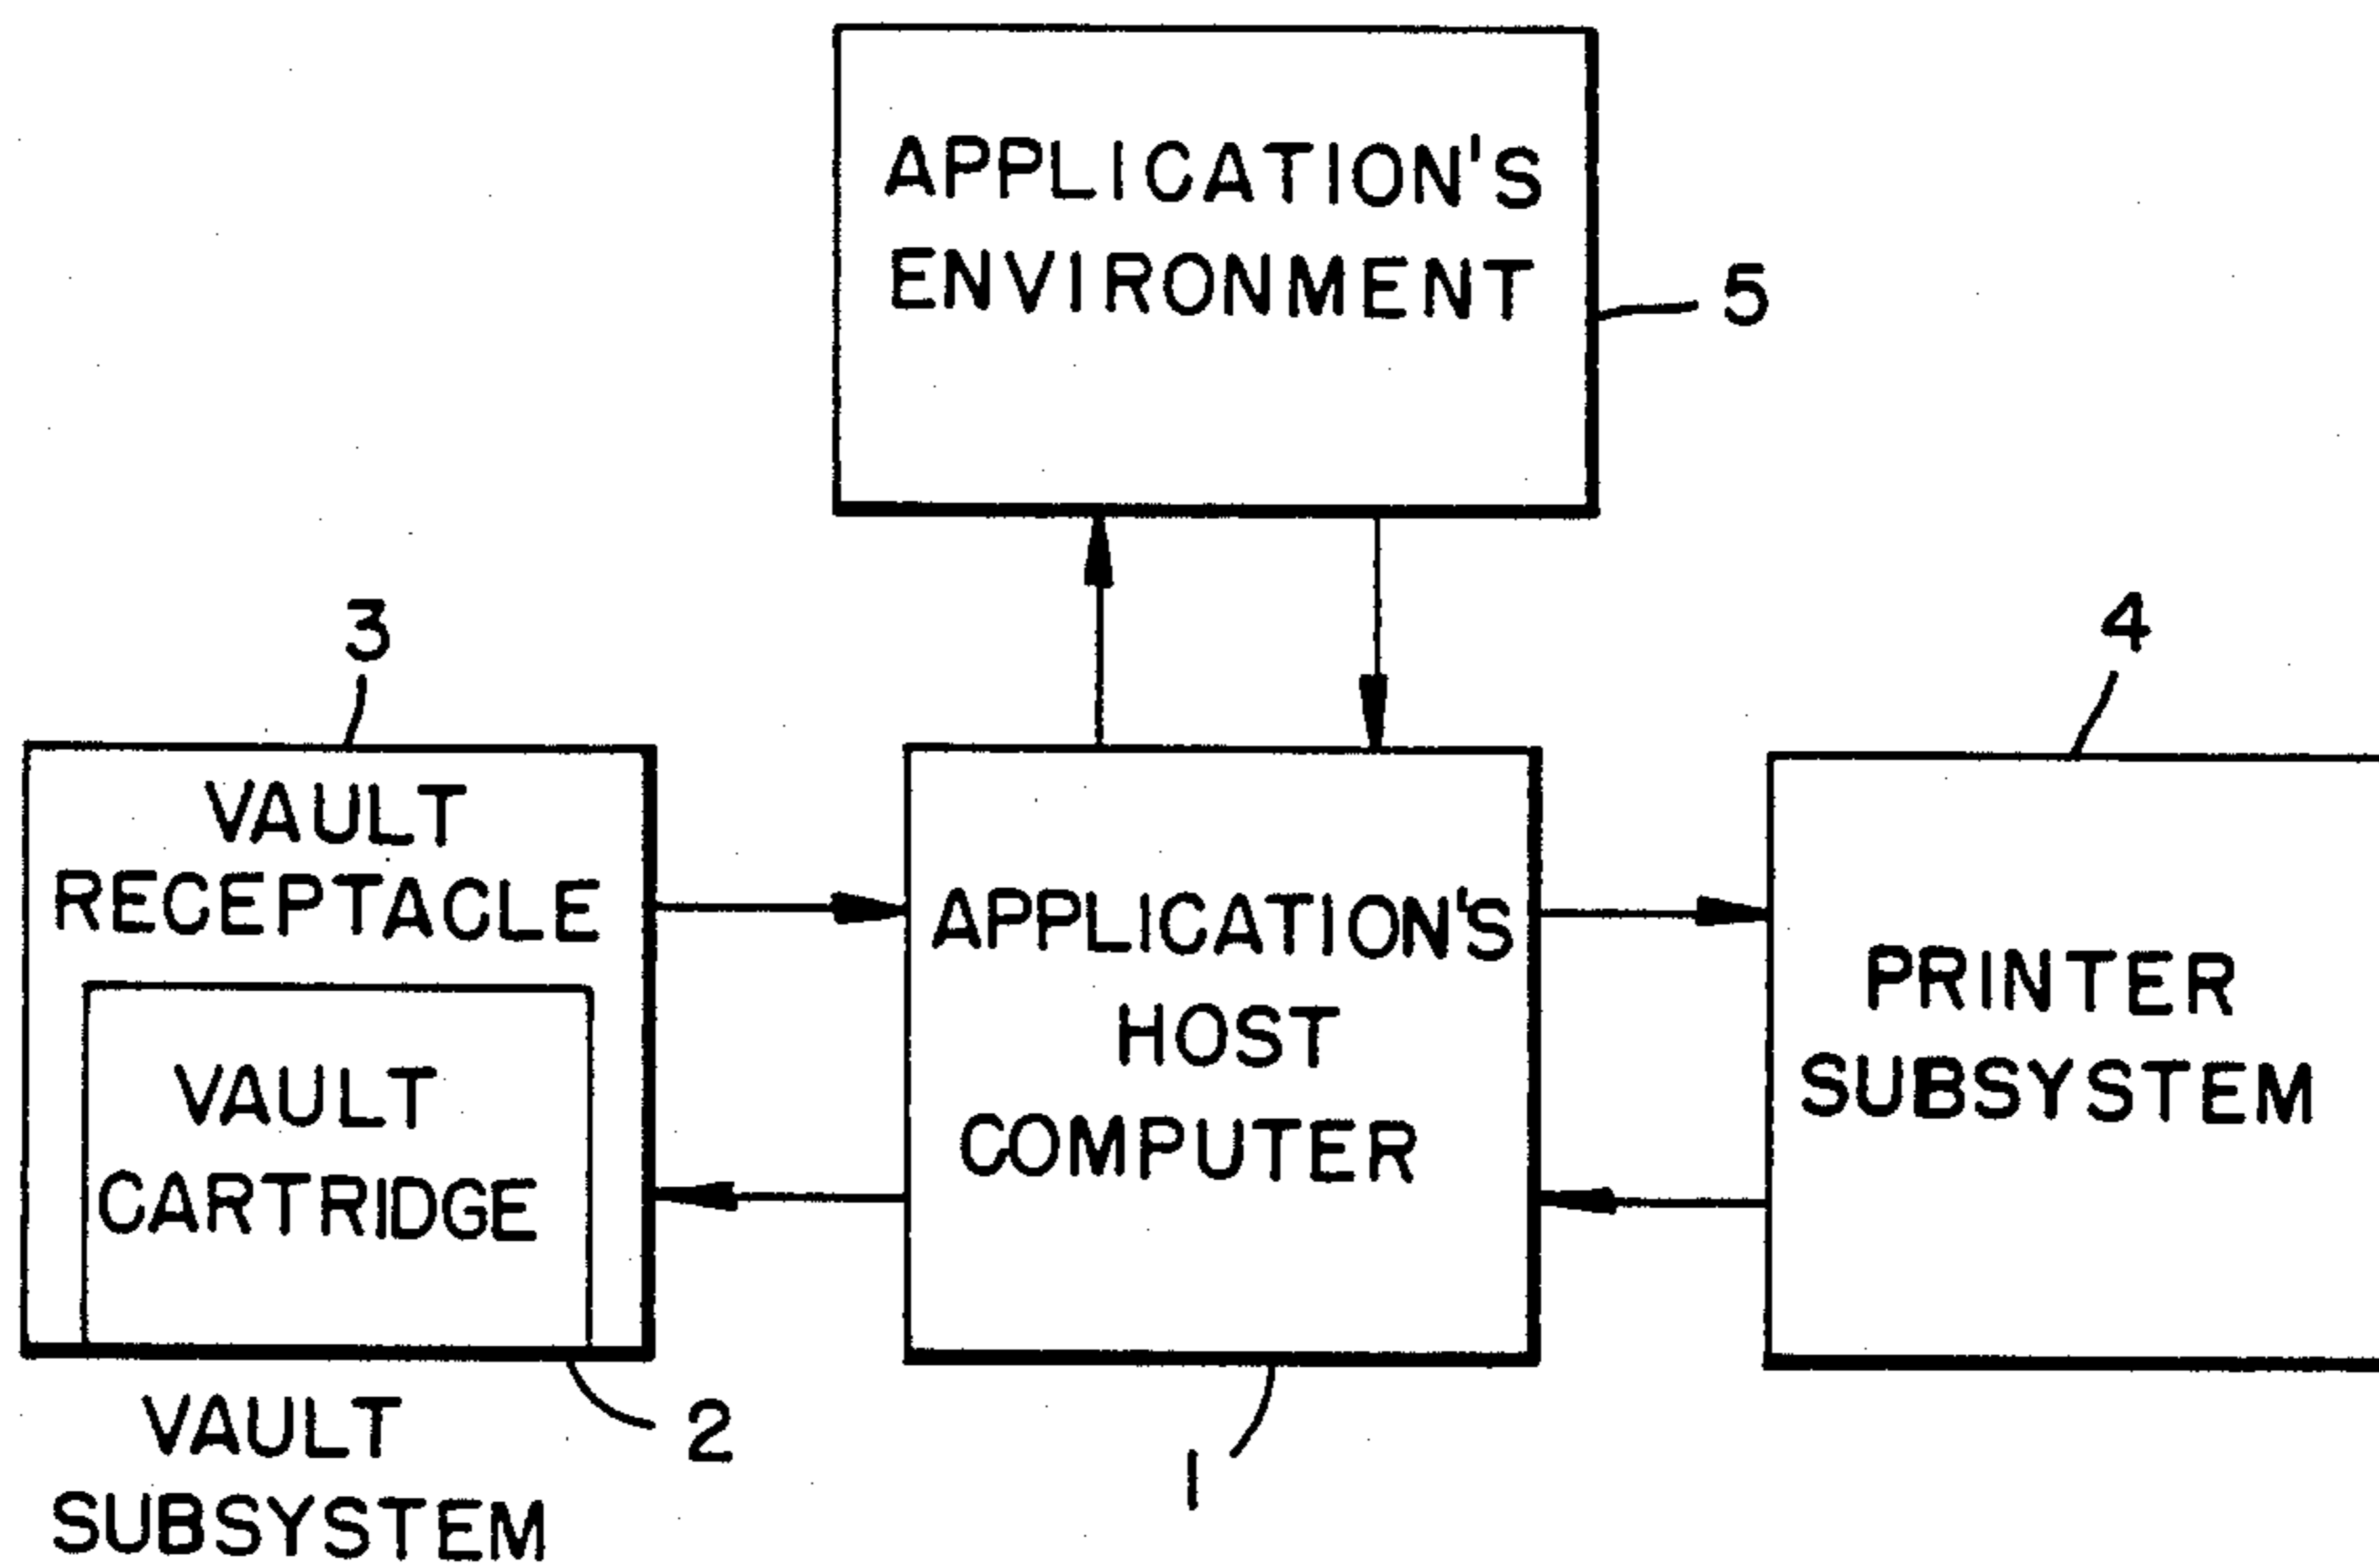 APPLICATION'S
ENVIRONMENT
5
3
4
VAULT
RECEPTACLE
VAULT
CARTRIDGE
APPLICATION'S
HOST
COMPUTER
PRINTER
SUBSYSTEM
2
1
VAULT
SUBSYSTEM